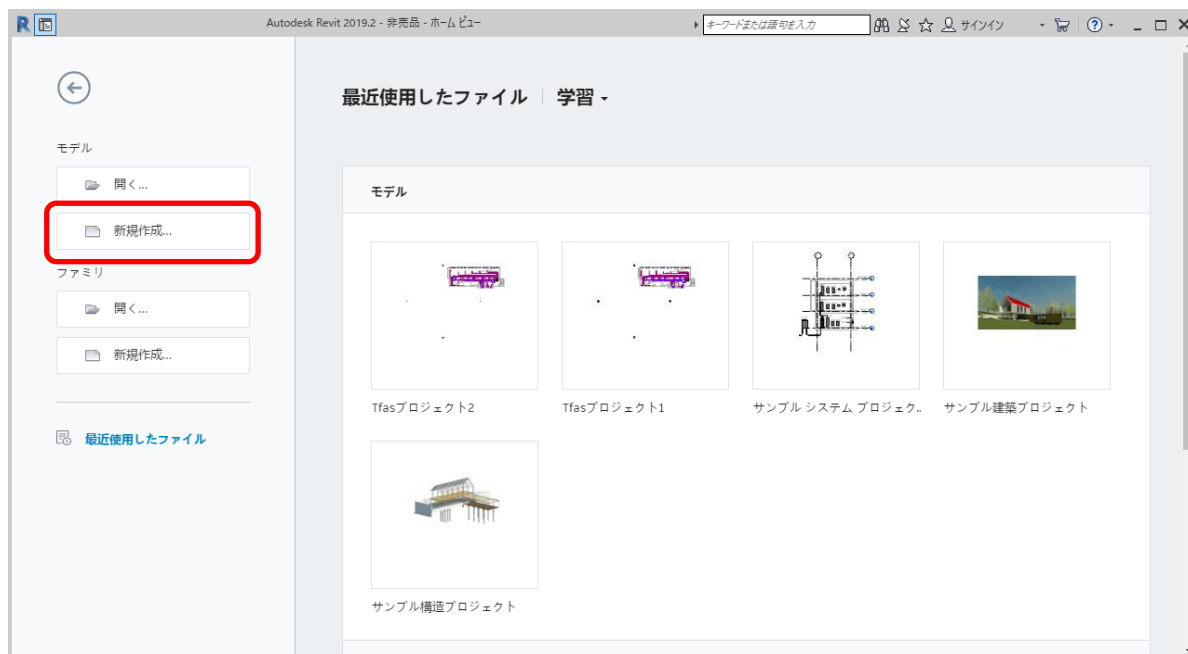 Autodesk Revit 2019.2 - 非売品 - ホーム ビュー
キーワードまたは語句を入力
サインイン
最近使用したファイル
学習
モデル
開く...
新規作成...
ファミリ
開く...
新規作成...
最近使用したファイル
モデル
Tfasプロジェクト2
Tfasプロジェクト1
サンプル システム プロジェク..
サンプル建築プロジェクト
サンプル構造プロジェクト